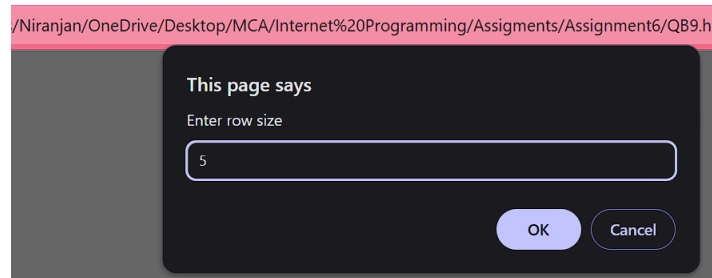 /Niranjan/OneDrive/Desktop/MCA/Internet%20Programming/Assigments/Assignment6/QB9.h
This page says
Enter row size
5
OK Cancel